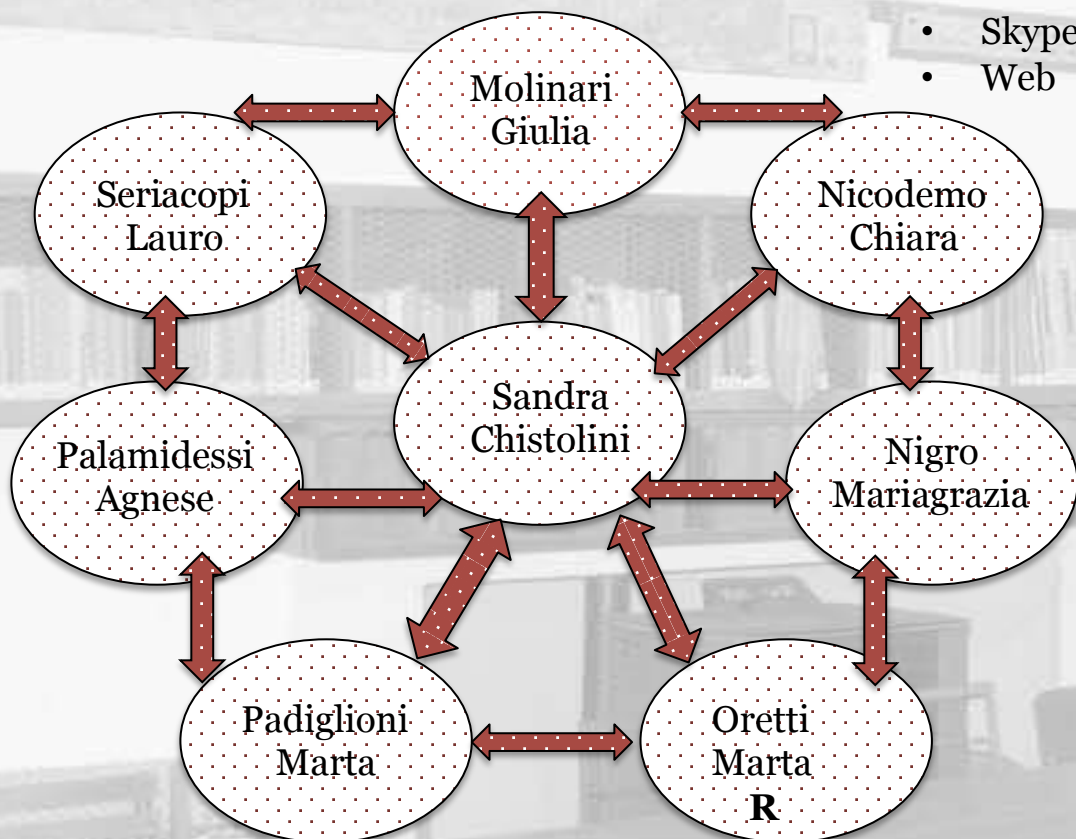 • Skype
• Web
Molinari
Giulia
Seriacopi
Lauro
Nicodemo
Chiara
Sandra
Chistolini
Palamidessi
Agnese
Nigro
Mariagrazia
Padiglioni
Marta
Oretti
Marta
R